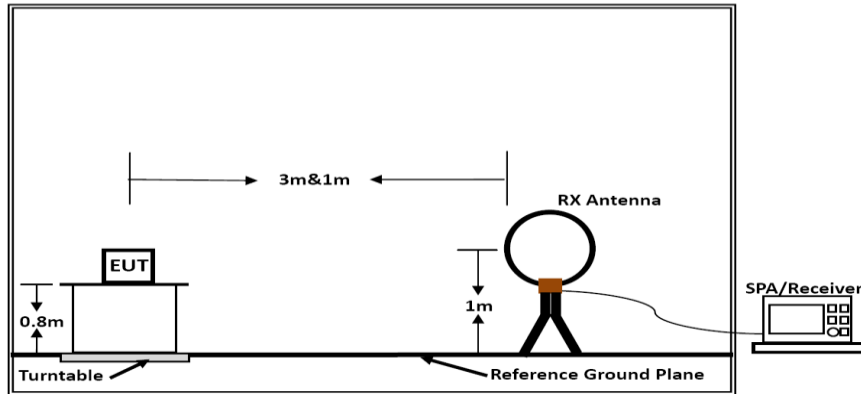 3m&1m
RX Antenna
EUT
SPA/Receiver
0.8m
1m
Turntable
Reference Ground Plane